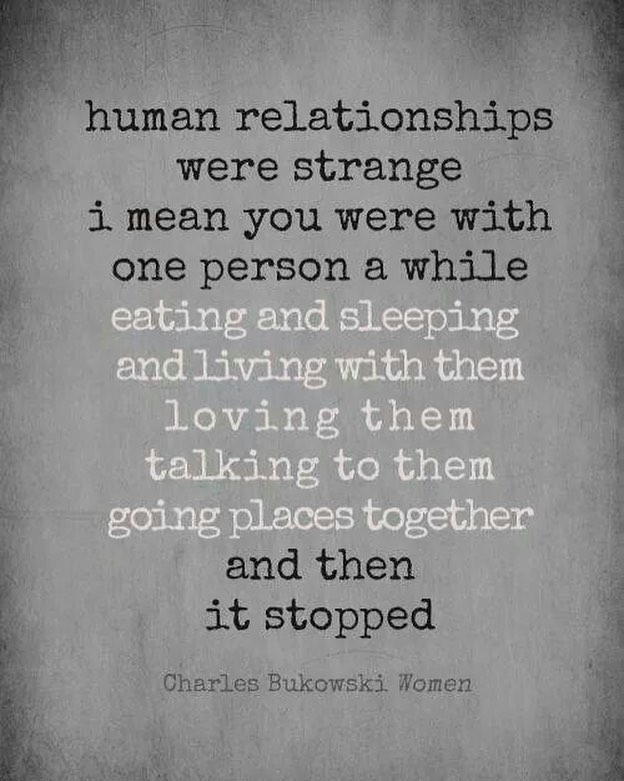 human relationships
were strange
i mean you were with
one person a while
eating and sleeping
and living with them
loving them
talking to them
going places together
and then
it stopped
Charles Bukowski Women